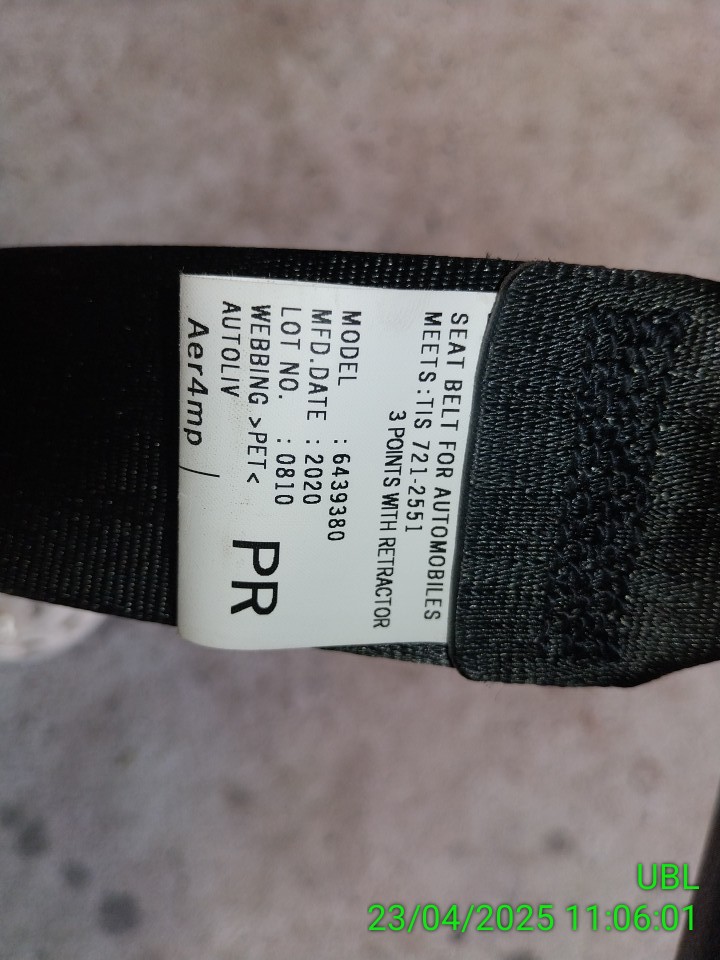 SEAT BELT FOR AUTOMOBILES
MEETS:TIS 721-2551
3 POINTS WITH RETRACTOR
MODEL : 6439380
MFD.DATE : 2020
LOT NO. : 0810
WEBBING >PET<
AUTOLIV
PR
Aer4mp
UBL
23/04/2025 11:06:01